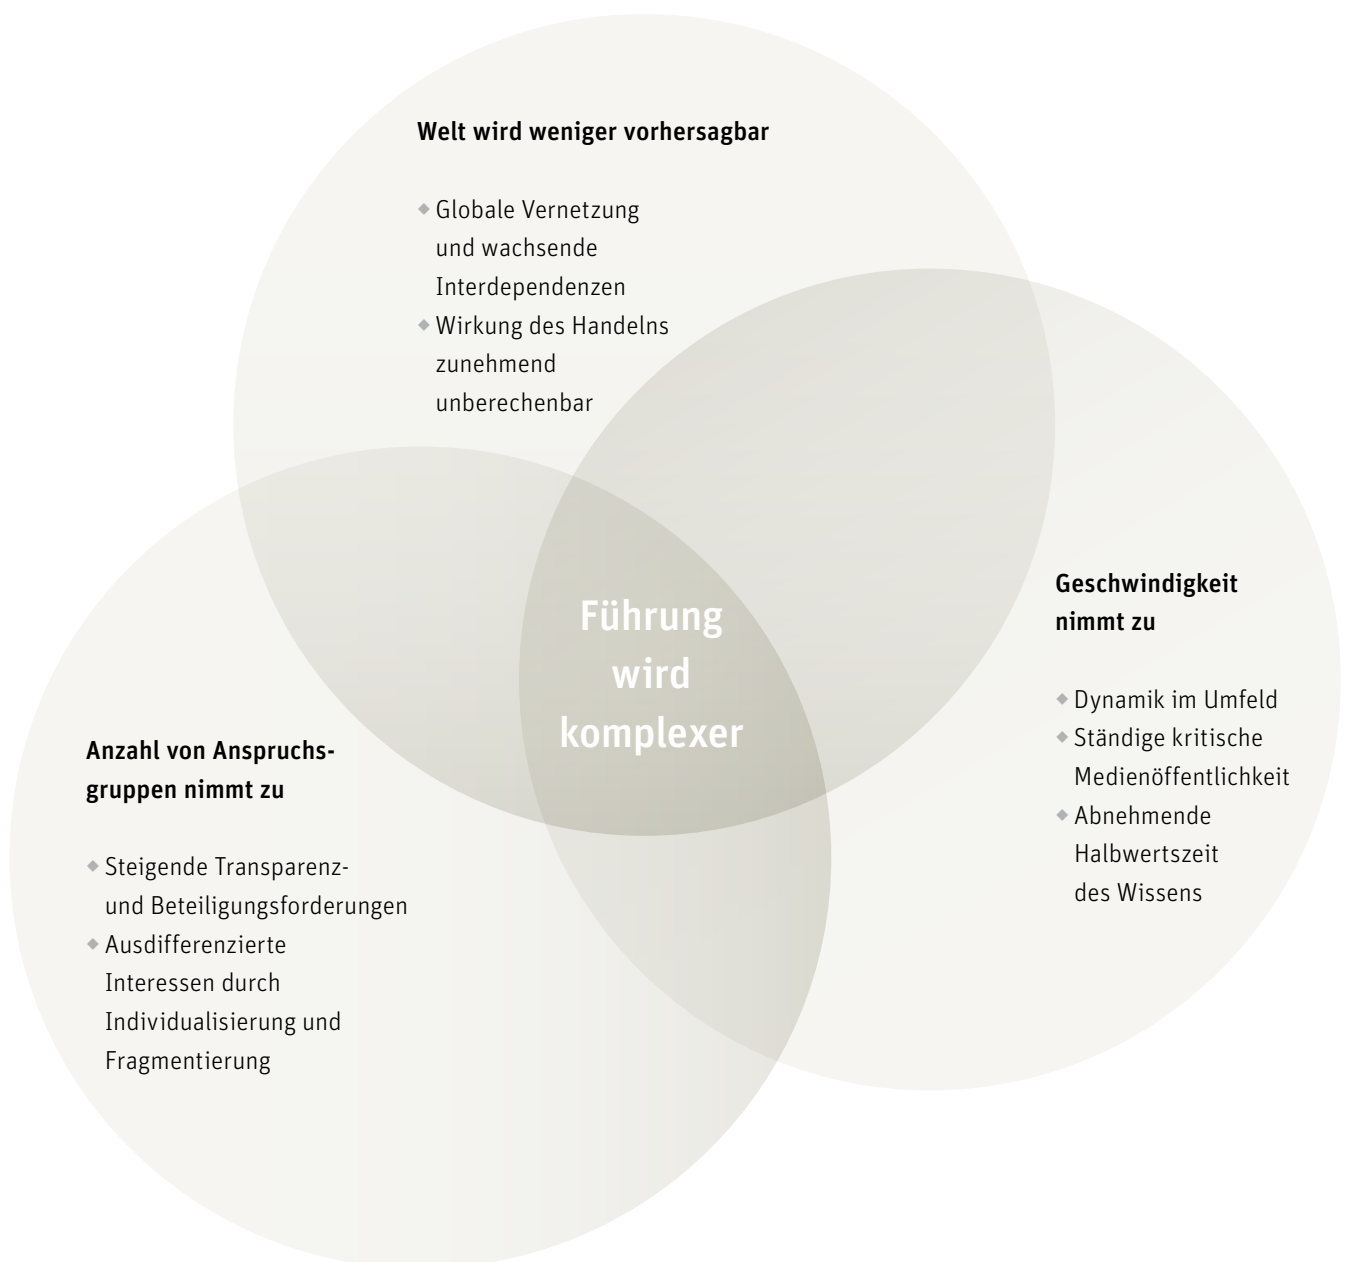 Welt wird weniger vorhersagbar
◆ Globale Vernetzung
und wachsende
Interdependenzen
◆ Wirkung des Handelns
zunehmend
unberechenbar
Führung
wird
komplexer
Geschwindigkeit
nimmt zu
◆ Dynamik im Umfeld
◆ Ständige kritische
Medienöffentlichkeit
◆ Abnehmende
Halbwertszeit
des Wissens
Anzahl von Anspruchs-
gruppen nimmt zu
◆ Steigende Transparenz-
und Beteiligungsforderungen
◆ Ausdifferenzierte
Interessen durch
Individualisierung und
Fragmentierung